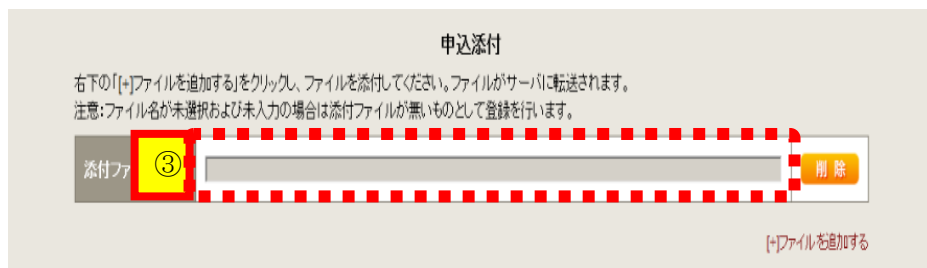 申込添付
右下の「[+]ファイルを追加する」をクリックし、ファイルを添付してください。ファイルがサーバに転送されます。
注意:ファイル名が未選択および未入力の場合は添付ファイルが無いものとして登録を行います。
添付ファ ③ 削除
[+]ファイルを追加する